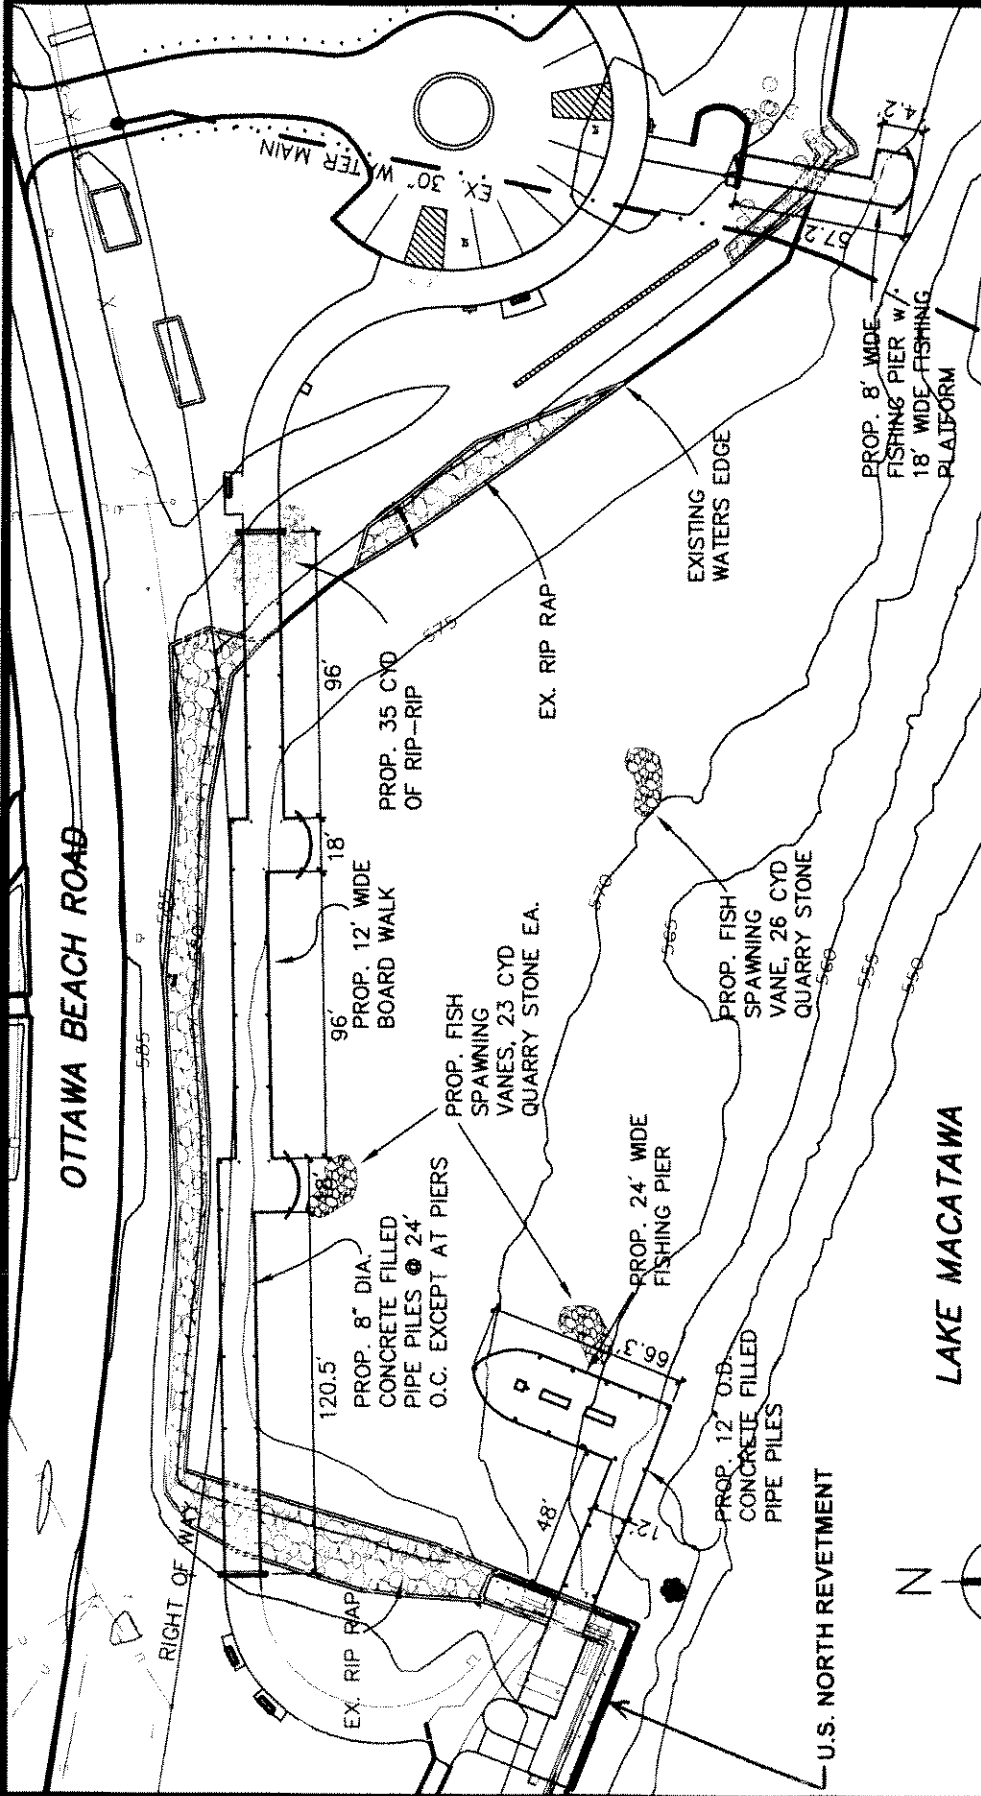 OTTAWA BEACH ROAD
RIGHT OF WAY
585
585
580
EX. 30" WATER MAIN
EX. RIP RAP
120.5'
PROP. 8" DIA.
CONCRETE FILLED
PIPE PILES @ 24'
O.C. EXCEPT AT PIERS
18'
96'
PROP. 12' WIDE
BOARD WALK
18'
96'
PROP. 35 CYD
OF RIP-RIP
575
PROP. FISH
SPAWNING
VANES, 23 CYD
QUARRY STONE EA.
EX. RIP RAP
EXISTING
WATERS EDGE
570
565
PROP. FISH
SPAWNING
VANE, 26 CYD
QUARRY STONE
560
555
550
PROP. 8' WIDE
FISHING PIER w/
18' WIDE FISHING
PLATFORM
57.2'
14.2'
PROP. 24' WIDE
FISHING PIER
66.3'
48'
12'
PROP. 12" O.D.
CONCRETE FILLED
PIPE PILES
U.S. NORTH REVETMENT
LAKE MACATAWA
N